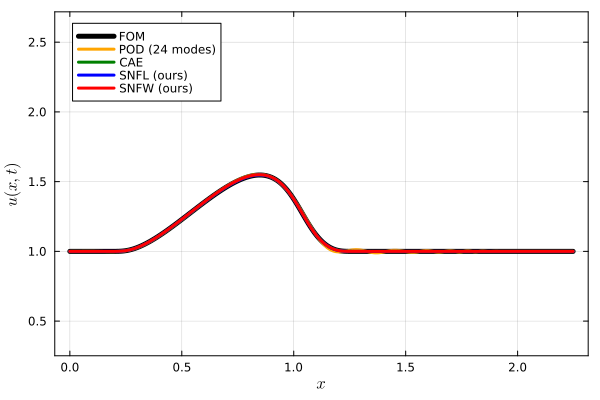 FOM
POD (24 modes)
CAE
SNFL (ours)
SNFW (ours)
2.5
2.0
1.5
1.0
0.5
u(x, t)
0.0 0.5 1.0 1.5 2.0
x